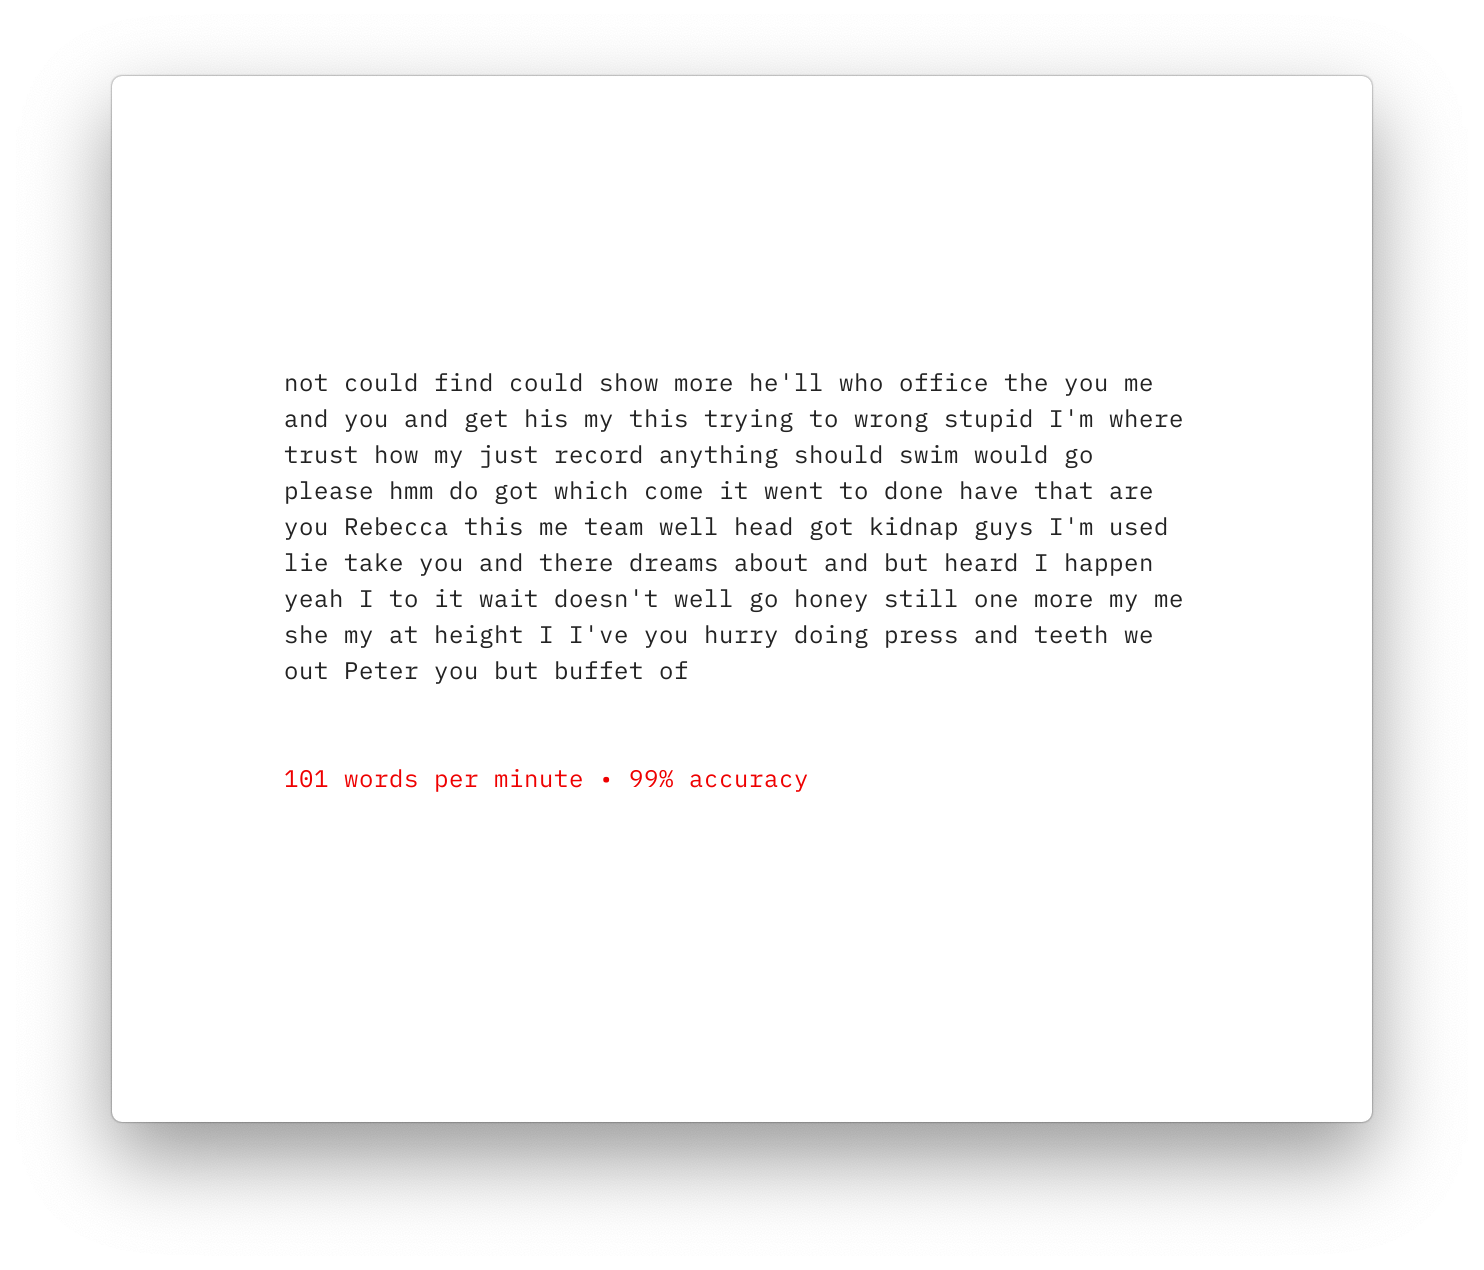 not could find could show more he'll who office the you me
and you and get his my this trying to wrong stupid I'm where
trust how my just record anything should swim would go
please hmm do got which come it went to done have that are
you Rebecca this me team well head got kidnap guys I'm used
lie take you and there dreams about and but heard I happen
yeah I to it wait doesn't well go honey still one more my me
she my at height I I've you hurry doing press and teeth we
out Peter you but buffet of
101 words per minute • 99% accuracy